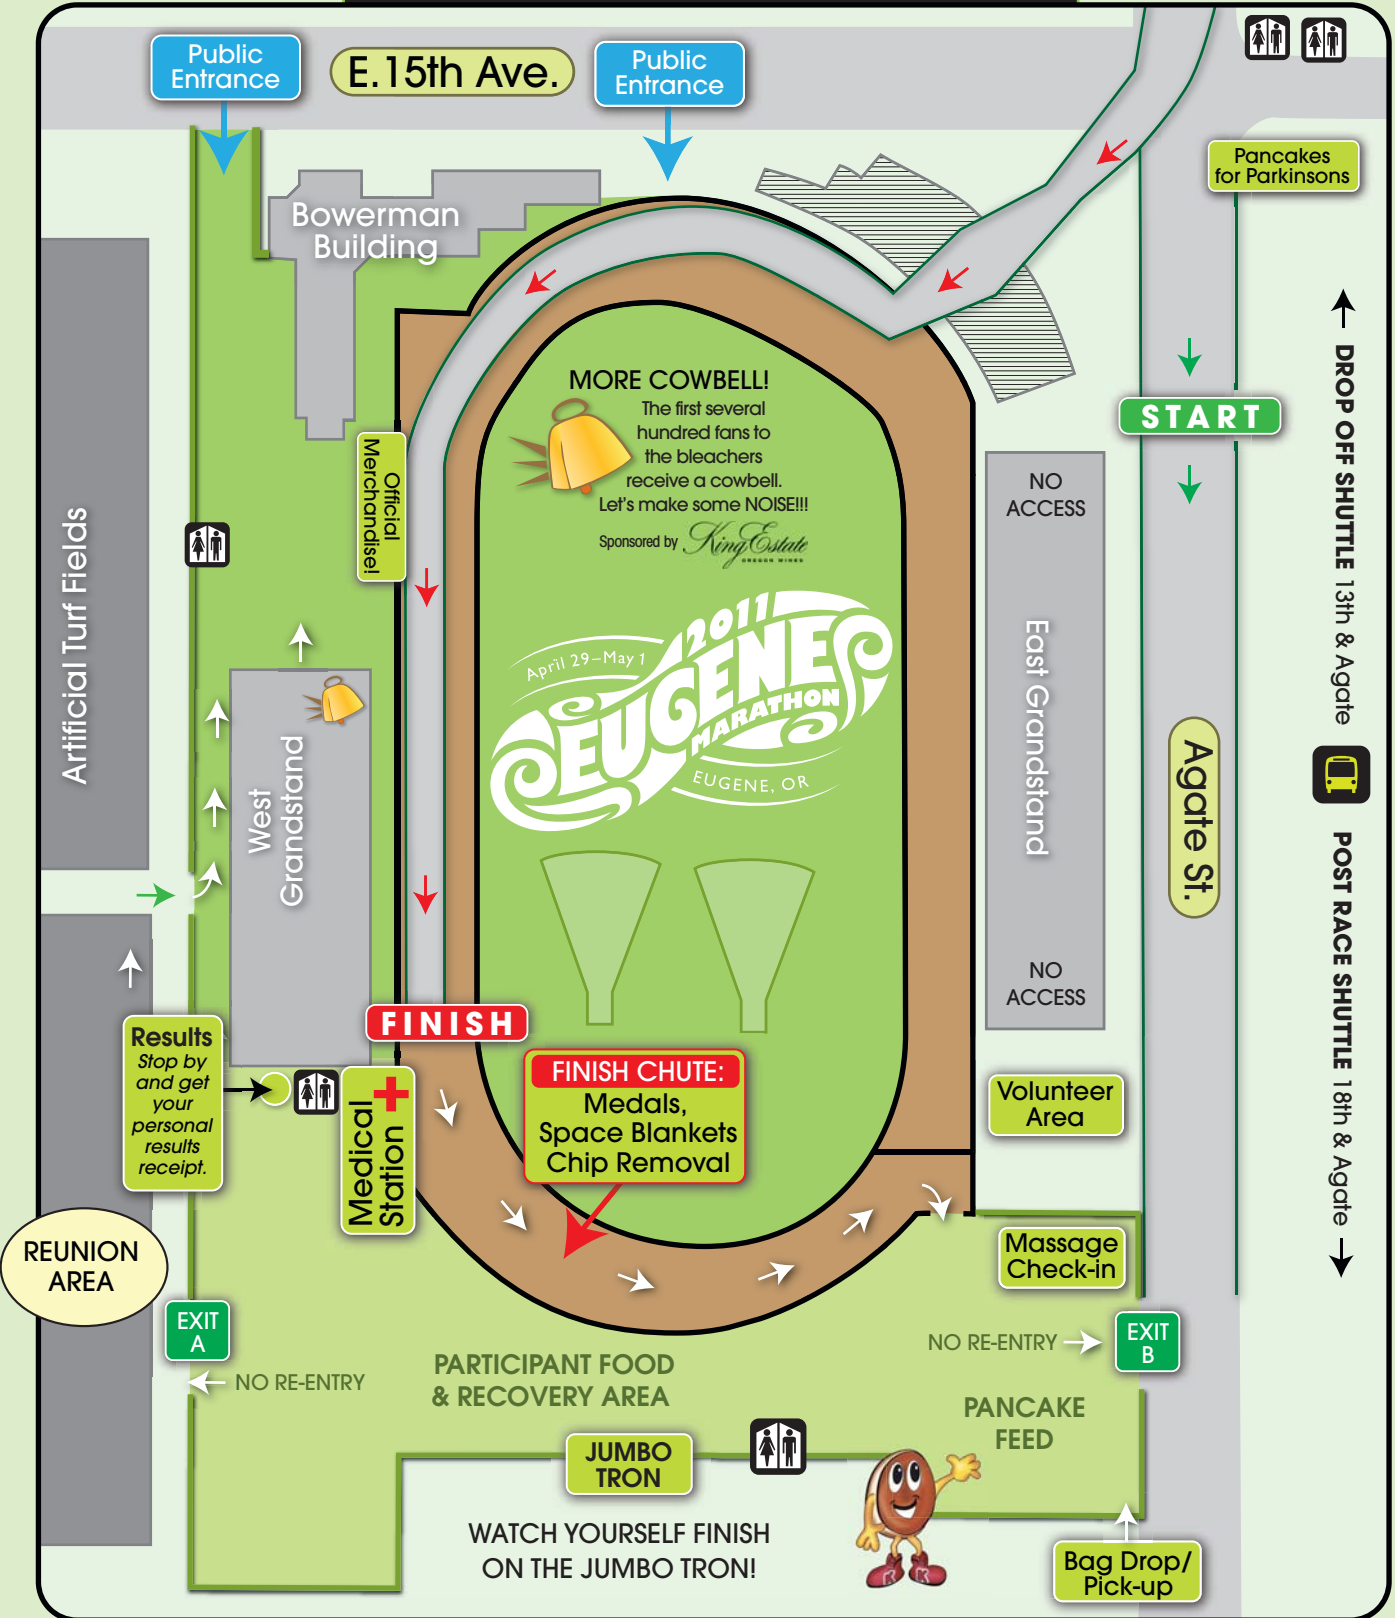 Public
Entrance
E.15th Ave.
Public
Entrance
Pancakes
for Parkinsons
Bowerman
Building
MORE COWBELL!
The first several
hundred fans to
the bleachers
receive a cowbell.
Let's make some NOISE!!!
Sponsored by King Estate
OREGON WINES
START
DROP OFF SHUTTLE 13th & Agate
Official
Merchandise!
NO
ACCESS
Artificial Turf Fields
2011
April 29–May 1
EUGENE
MARATHON
EUGENE, OR
East Grandstand
West
Grandstand
Agate St.
POST RACE SHUTTLE 18th & Agate
NO
ACCESS
FINISH
Results
Stop by
and get
your
personal
results
receipt.
Medical
Station
FINISH CHUTE:
Medals,
Space Blankets
Chip Removal
Volunteer
Area
REUNION
AREA
Massage
Check-in
EXIT
A
NO RE-ENTRY
EXIT
B
NO RE-ENTRY
PARTICIPANT FOOD
& RECOVERY AREA
PANCAKE
FEED
JUMBO
TRON
WATCH YOURSELF FINISH
ON THE JUMBO TRON!
Bag Drop/
Pick-up